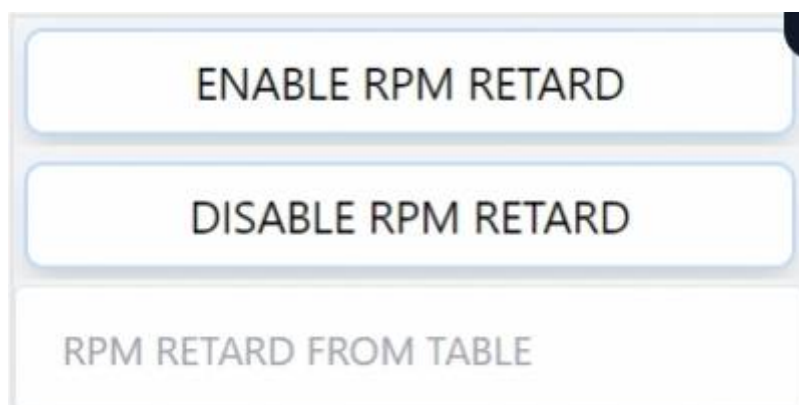 ENABLE RPM RETARD
DISABLE RPM RETARD
RPM RETARD FROM TABLE